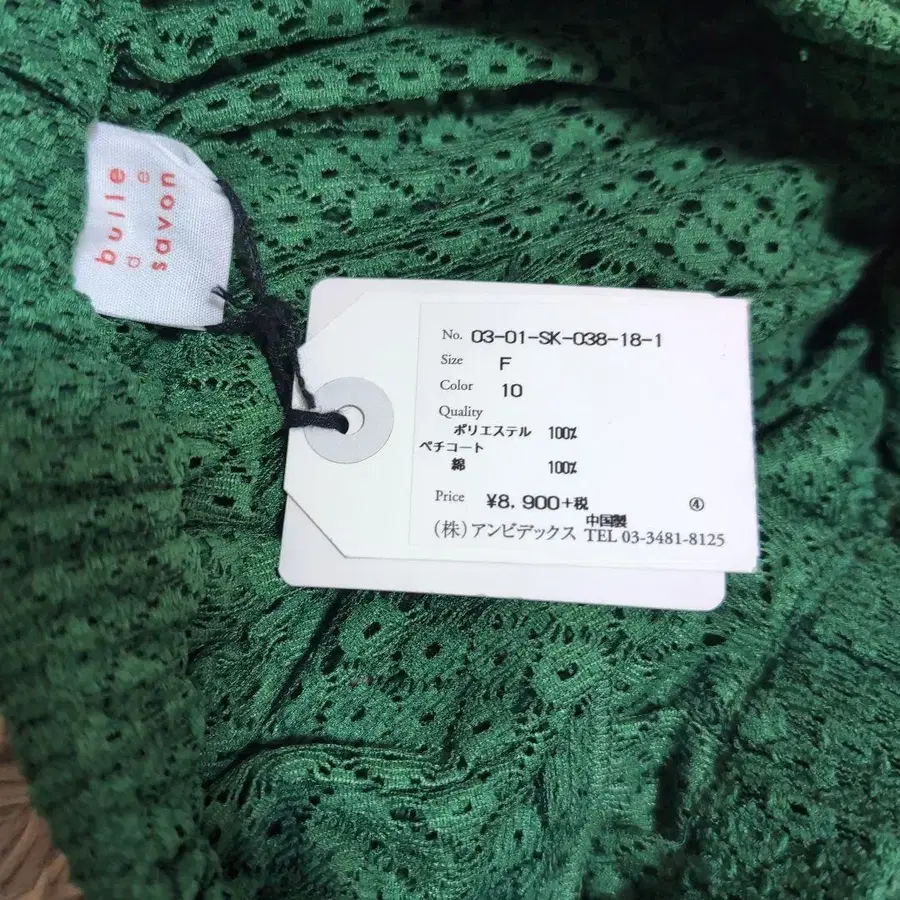 bulle
de
savon
No. 03-01-SK-038-18-1
Size F
Color 10
Quality
ポリエステル 100%
ペチコート
綿 100%
Price ¥8,900+税 ④
中国製
(株)アンビデックス TEL 03-3481-8125